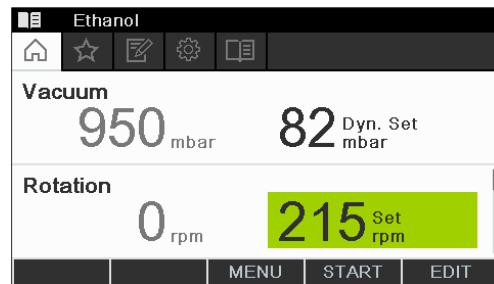 Ethanol
Vacuum
950 mbar 82 Dyn. Set mbar
Rotation
0 rpm 215 Set rpm
MENU START EDIT